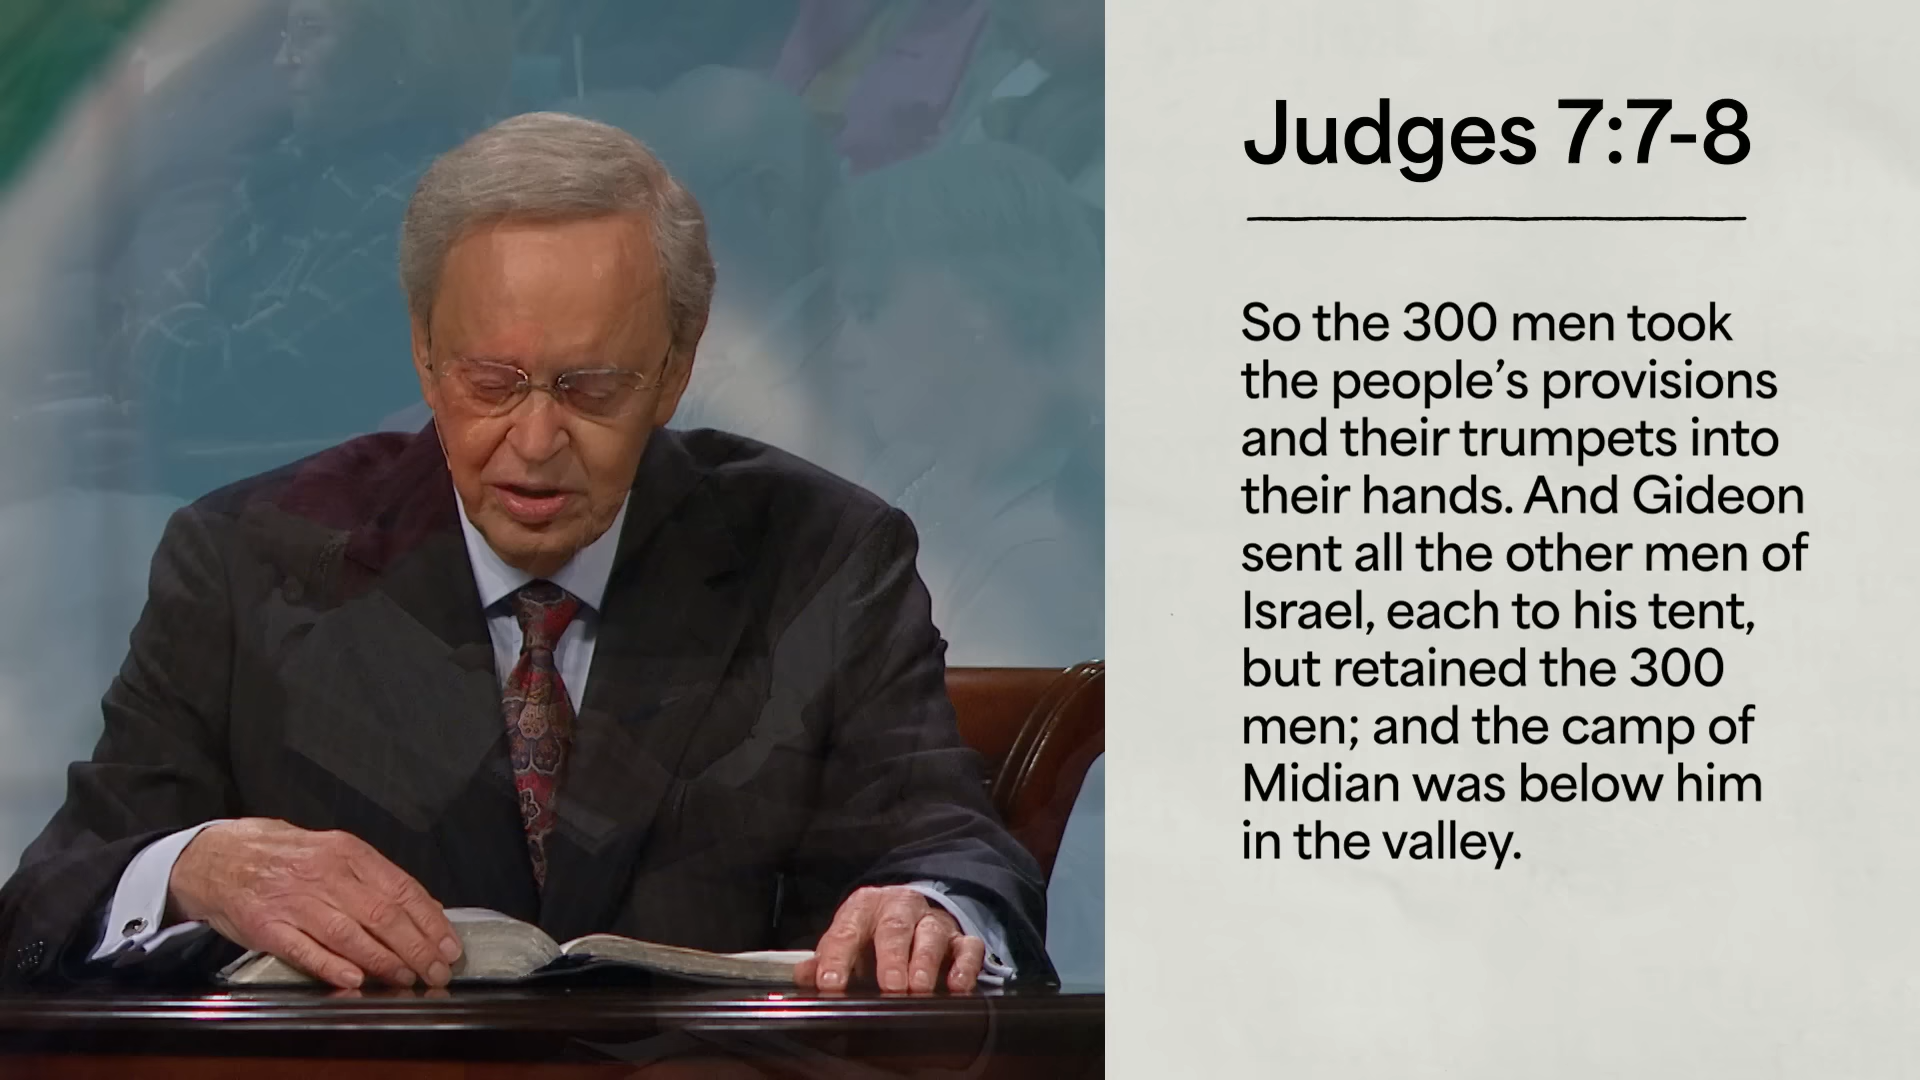 Judges 7:7-8
So the 300 men took
the people’s provisions
and their trumpets into
their hands. And Gideon
sent all the other men of
Israel, each to his tent,
but retained the 300
men; and the camp of
Midian was below him
in the valley.